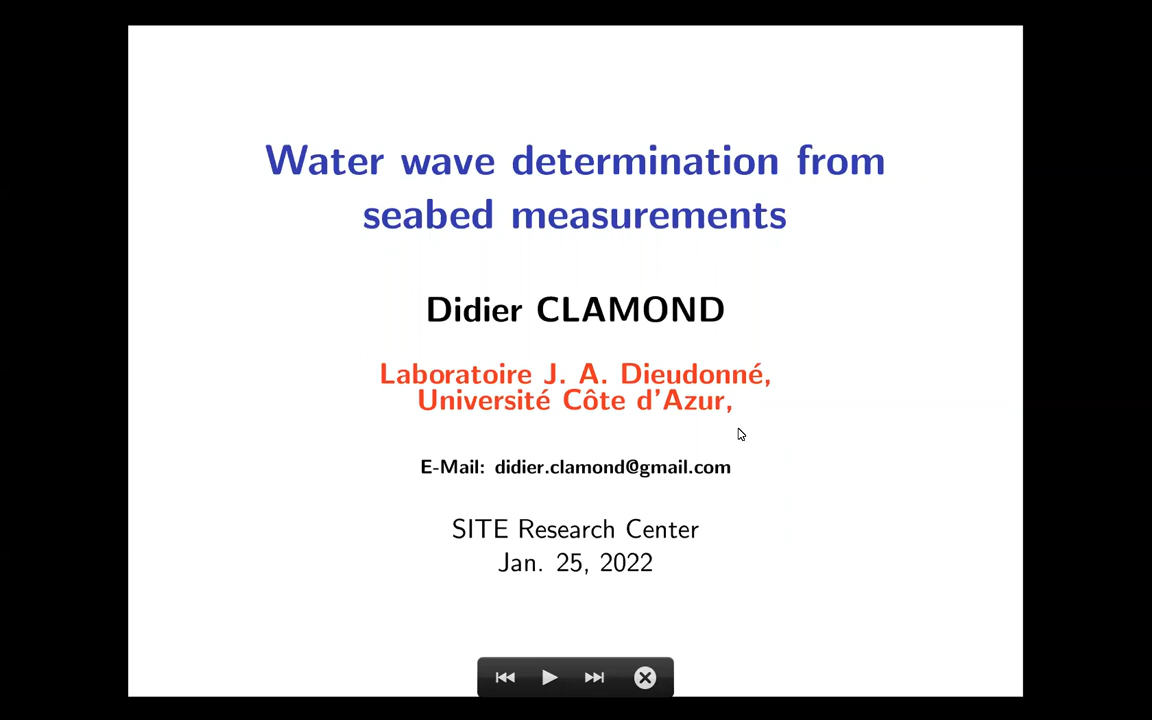 Water wave determination from
seabed measurements
Didier CLAMOND
Laboratoire J. A. Dieudonné,
Université Côte d'Azur,
E-Mail: didier.clamond@gmail.com
SITE Research Center
Jan. 25, 2022